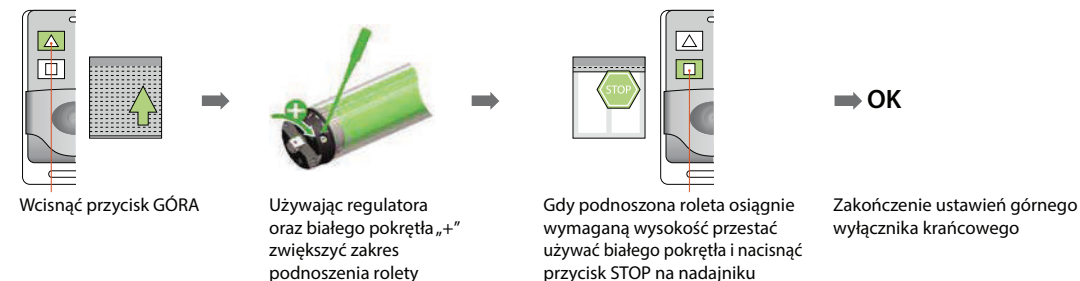 STOP
OK
Wcisnąć przycisk GÓRA
Używając regulatora
oraz białego pokrętła „+”
zwiększyć zakres
podnoszenia rolety
Gdy podnoszona roleta osiągnie
wymaganą wysokość przestać
używać białego pokrętła i nacisnąć
przycisk STOP na nadajniku
Zakończenie ustawień górnego
wyłącznika krańcowego